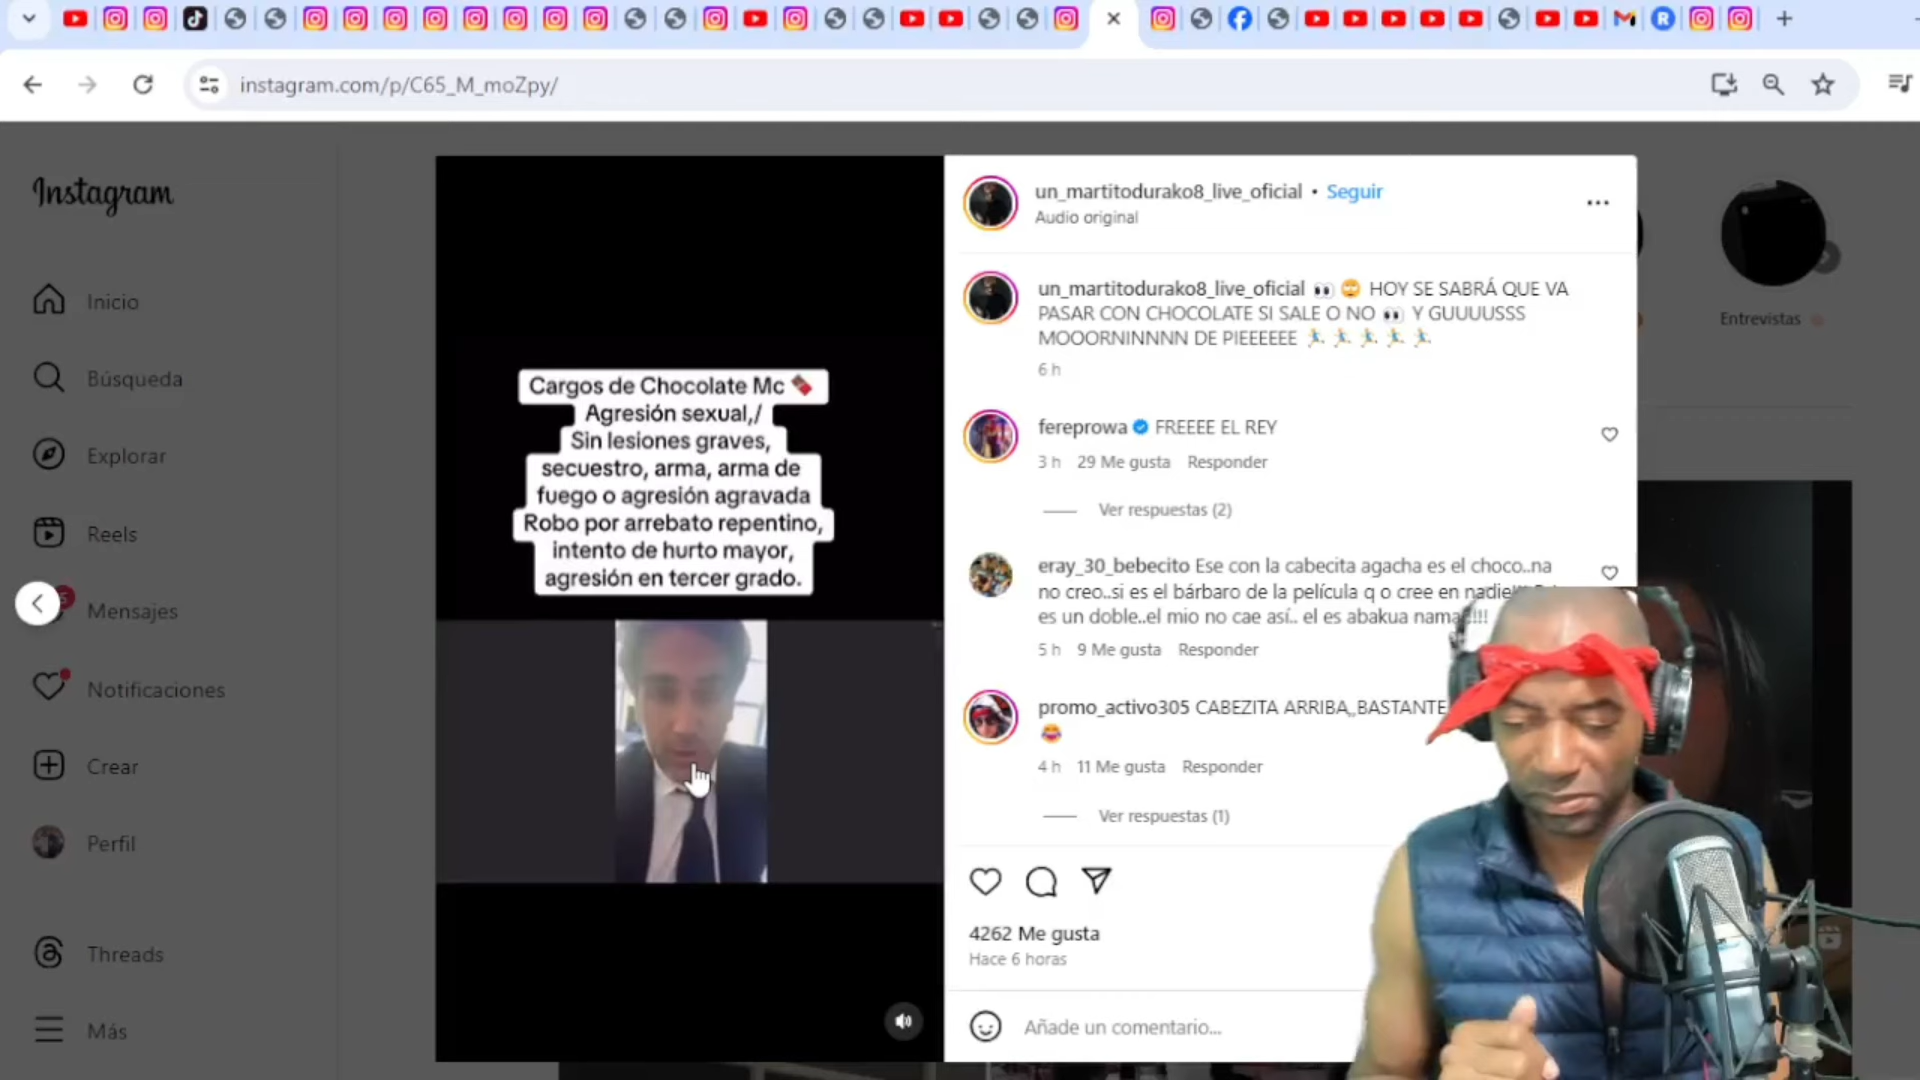 instagram.com/p/C65_M_moZpy/
Instagram
Inicio
Búsqueda
Explorar
Reels
Mensajes
Notificaciones
Crear
Perfil
Threads
Más
Cargos de Chocolate Mc
Agresión sexual,/
Sin lesiones graves,
secuestro, arma, arma de
fuego o agresión agravada
Robo por arrebato repentino,
intento de hurto mayor,
agresión en tercer grado.
un_martitodurako8_live_oficial • Seguir
Audio original
un_martitodurako8_live_oficial 👀 🙄 HOY SE SABRÁ QUE VA
PASAR CON CHOCOLATE SI SALE O NO 👀 Y GUUUUSSS
MOOORNINNNN DE PIEEEEEE 🏃🏃🏃🏃🏃
6 h
fereprowa FREEEE EL REY
3 h 29 Me gusta Responder
Ver respuestas (2)
eray_30_bebecito Ese con la cabecita agacha es el choco..na
no creo..si es el bárbaro de la película q o cree en nadie
es un doble..el mio no cae así.. el es abakua nama !!!!
5 h 9 Me gusta Responder
promo_activo305 CABEZITA ARRIBA,,BASTANTE
😂
4 h 11 Me gusta Responder
Ver respuestas (1)
4262 Me gusta
Hace 6 horas
Añade un comentario...
Entrevistas